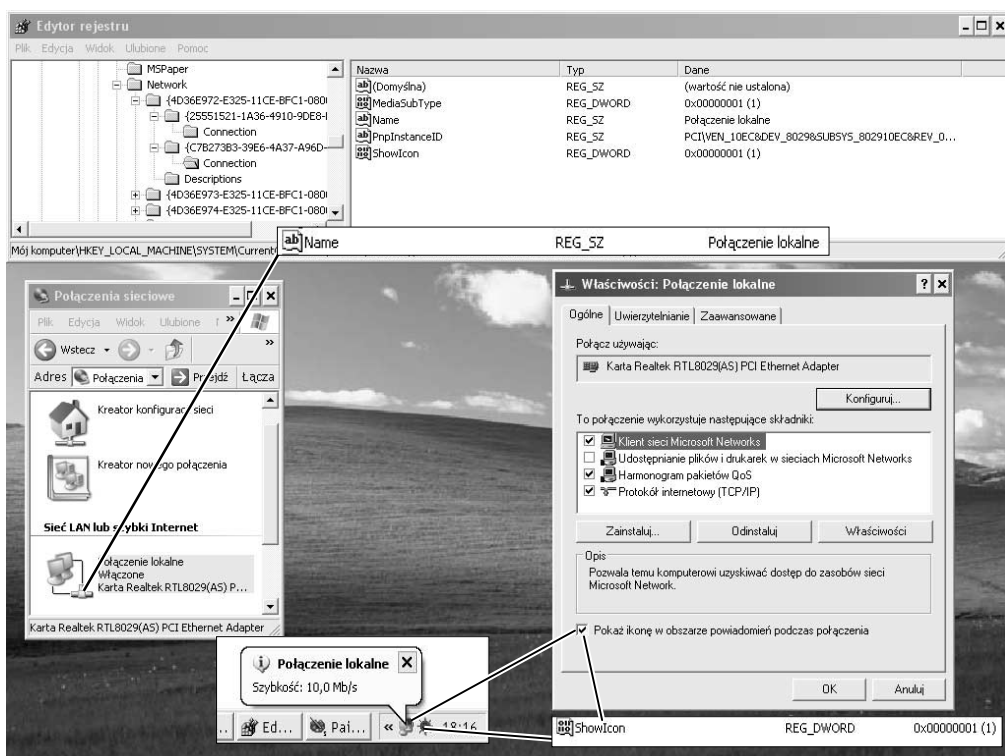 Edytor rejestru
Plik Edycja Widok Ulubione Pomoc
MSPaper
Network
{4D36E972-E325-11CE-BFC1-080
{25551521-1A36-4910-9DE8-
Connection
{C7B273B3-39E6-4A37-A96D-
Connection
Descriptions
{4D36E973-E325-11CE-BFC1-080
{4D36E974-E325-11CE-BFC1-080
Nazwa Typ Dane
(Domyślna) REG_SZ (wartość nie ustalona)
MediaSubType REG_DWORD 0x00000001 (1)
Name REG_SZ Połączenie lokalne
PnpInstanceID REG_SZ PCI\VEN_10EC&DEV_8029&SUBSYS_802910EC&REV_0...
ShowIcon REG_DWORD 0x00000001 (1)
Mój komputer\HKEY_LOCAL_MACHINE\SYSTEM\Current
Name REG_SZ Połączenie lokalne
Połączenia sieciowe
Plik Edycja Widok Ulubione
Wstecz
Adres Połączenia Przejdź Łącza
Kreator konfiguracji sieci
Kreator nowego połączenia
Sieć LAN lub szybki Internet
Połączenie lokalne
Włączone
Karta Realtek RTL8029(AS) P...
Karta Realtek RTL8029(AS) PCI Ethernet Adapter
Właściwości: Połączenie lokalne
Ogólne Uwierzytelnianie Zaawansowane
Połącz używając:
Karta Realtek RTL8029(AS) PCI Ethernet Adapter
Konfiguruj...
To połączenie wykorzystuje następujące składniki:
Klient sieci Microsoft Networks
Udostępnianie plików i drukarek w sieciach Microsoft Networks
Harmonogram pakietów QoS
Protokół internetowy (TCP/IP)
Zainstaluj... Odinstaluj Właściwości
Opis
Pozwala temu komputerowi uzyskiwać dostęp do zasobów sieci
Microsoft Network.
Pokaż ikonę w obszarze powiadomień podczas połączenia
OK Anuluj
Połączenie lokalne
Szybkość: 10,0 Mb/s
.. Ed... Pai... « 18:16
ShowIcon REG_DWORD 0x00000001 (1)